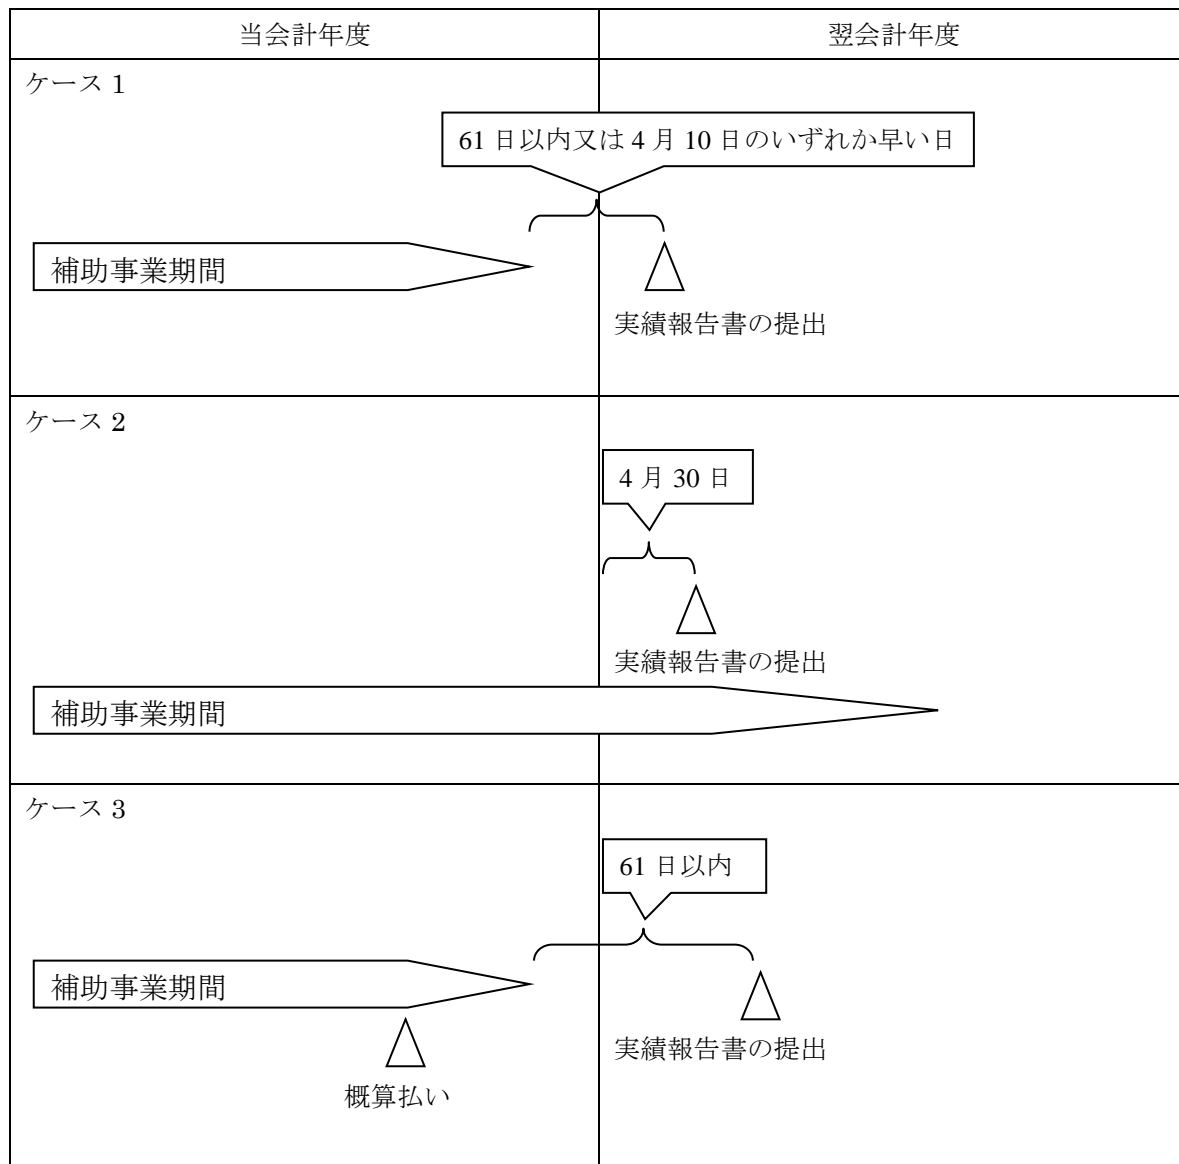 当会計年度
翌会計年度
ケース 1
61 日以内又は 4 月 10 日のいずれか早い日
補助事業期間
実績報告書の提出
ケース 2
4 月 30 日
実績報告書の提出
補助事業期間
ケース 3
61 日以内
補助事業期間
実績報告書の提出
概算払い